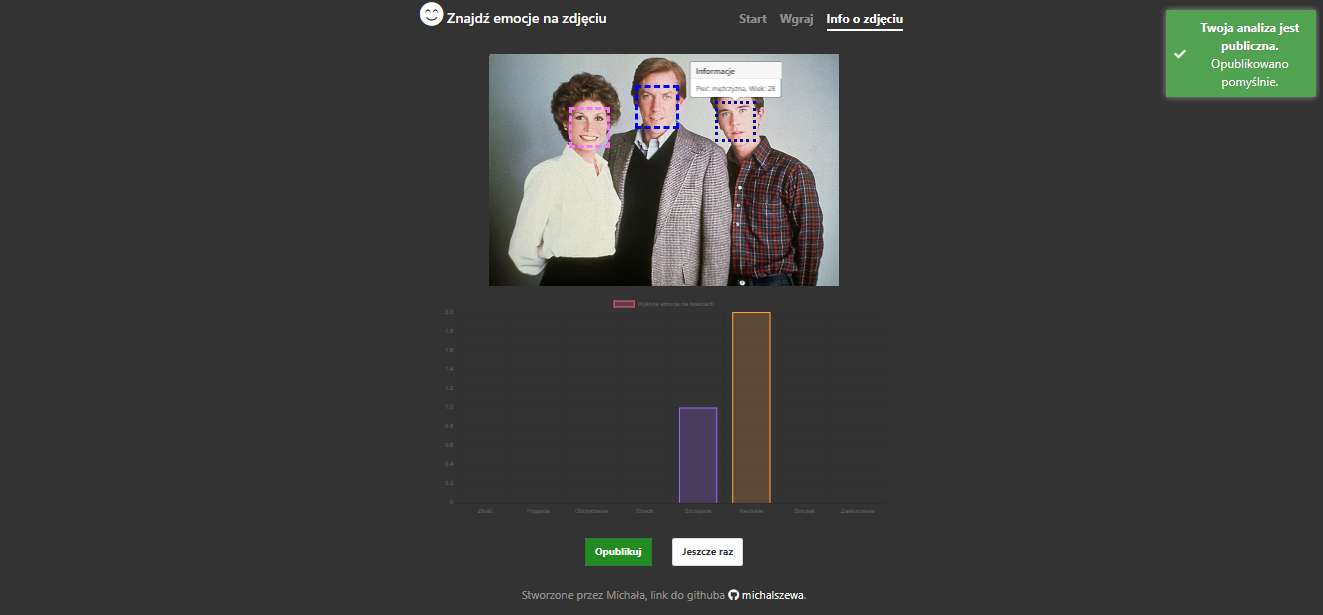 Znajdź emocje na zdjęciu
Start Wgraj Info o zdjęciu
Twoja analiza jest
publiczna.
Opublikowano
pomyślnie.
Informacje
Płeć: mężczyzna, Wiek: 28
Wykryte emocje na twarzach
2.0
1.8
1.6
1.4
1.2
1.0
0.8
0.6
0.4
0.2
0
Złość Pogarda Obrzydzenie Strach Szczęście Neutralne Smutek Zaskoczenie
Opublikuj Jeszcze raz
Stworzone przez Michała, link do githuba michalszewa.